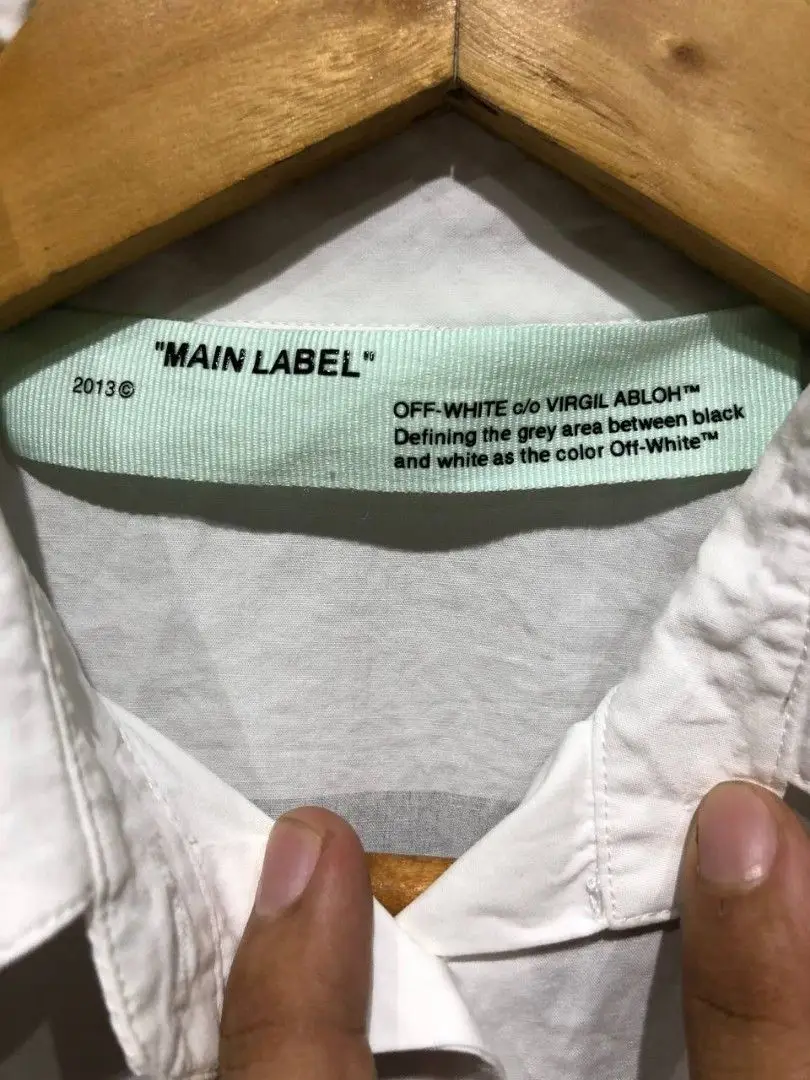 "MAIN LABEL"
2013©
OFF-WHITE c/o VIRGIL ABLOH™
Defining the grey area between black
and white as the color Off-White™